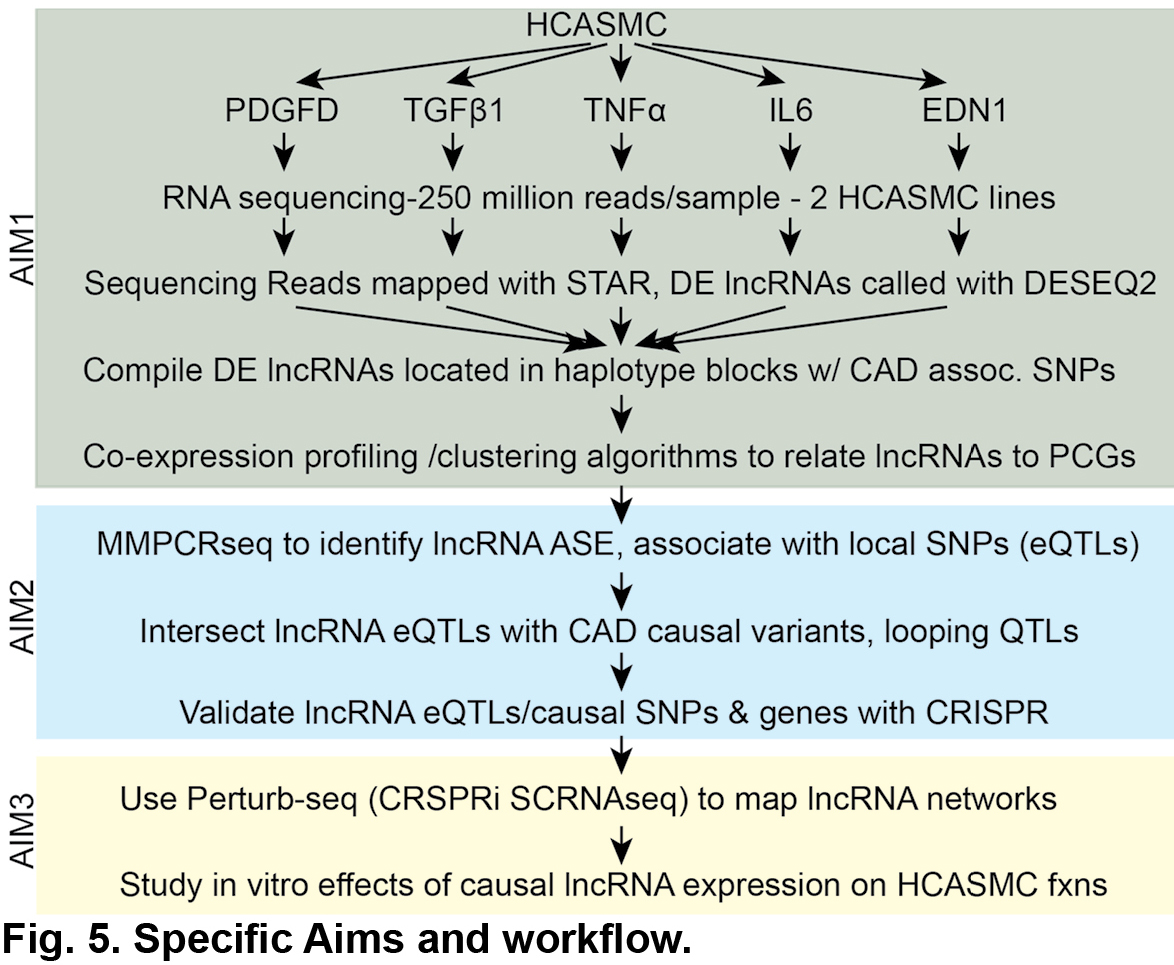 HCASMC
PDGFD TGFβ1 TNFα IL6 EDN1
RNA sequencing-250 million reads/sample - 2 HCASMC lines
Sequencing Reads mapped with STAR, DE lncRNAs called with DESEQ2
Compile DE lncRNAs located in haplotype blocks w/ CAD assoc. SNPs
Co-expression profiling /clustering algorithms to relate lncRNAs to PCGs
AIM1
MMPCRseq to identify lncRNA ASE, associate with local SNPs (eQTLs)
Intersect lncRNA eQTLs with CAD causal variants, looping QTLs
Validate lncRNA eQTLs/causal SNPs & genes with CRISPR
AIM2
Use Perturb-seq (CRSPRi SCRNAseq) to map lncRNA networks
Study in vitro effects of causal lncRNA expression on HCASMC fxns
AIM3
Fig. 5. Specific Aims and workflow.